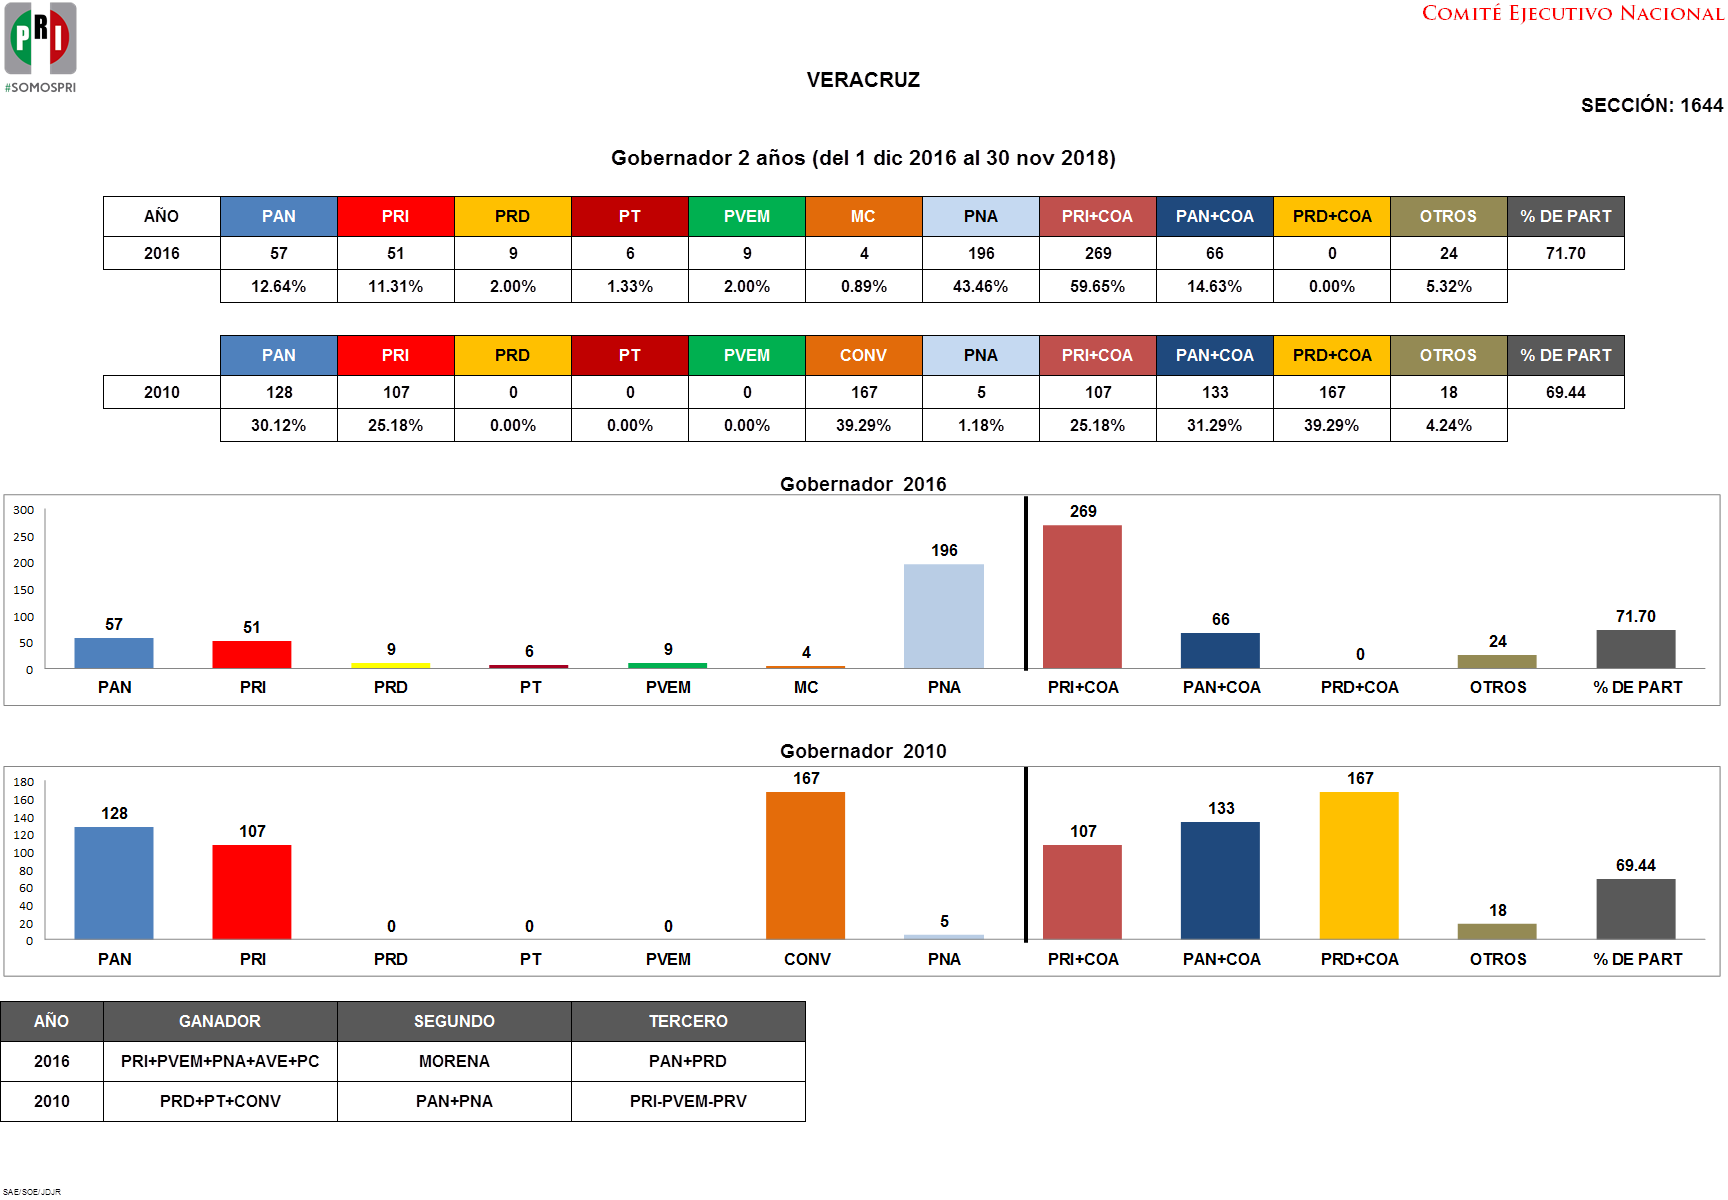 PRI
#SOMOSPRI
COMITÉ EJECUTIVO NACIONAL
VERACRUZ
SECCIÓN: 1644
Gobernador 2 años (del 1 dic 2016 al 30 nov 2018)
AÑO PAN PRI PRD PT PVEM MC PNA PRI+COA PAN+COA PRD+COA OTROS % DE PART
2016 57 51 9 6 9 4 196 269 66 0 24 71.70
12.64% 11.31% 2.00% 1.33% 2.00% 0.89% 43.46% 59.65% 14.63% 0.00% 5.32%
PAN PRI PRD PT PVEM CONV PNA PRI+COA PAN+COA PRD+COA OTROS % DE PART
2010 128 107 0 0 0 167 5 107 133 167 18 69.44
30.12% 25.18% 0.00% 0.00% 0.00% 39.29% 1.18% 25.18% 31.29% 39.29% 4.24%
Gobernador 2016
300
250
200
150
100
50
0
57 51 9 6 9 4 196 269 66 0 24 71.70
PAN PRI PRD PT PVEM MC PNA PRI+COA PAN+COA PRD+COA OTROS % DE PART
Gobernador 2010
180
160
140
120
100
80
60
40
20
0
128 107 0 0 0 167 5 107 133 167 18 69.44
PAN PRI PRD PT PVEM CONV PNA PRI+COA PAN+COA PRD+COA OTROS % DE PART
AÑO GANADOR SEGUNDO TERCERO
2016 PRI+PVEM+PNA+AVE+PC MORENA PAN+PRD
2010 PRD+PT+CONV PAN+PNA PRI-PVEM-PRV
SAE/SOE/JDJR